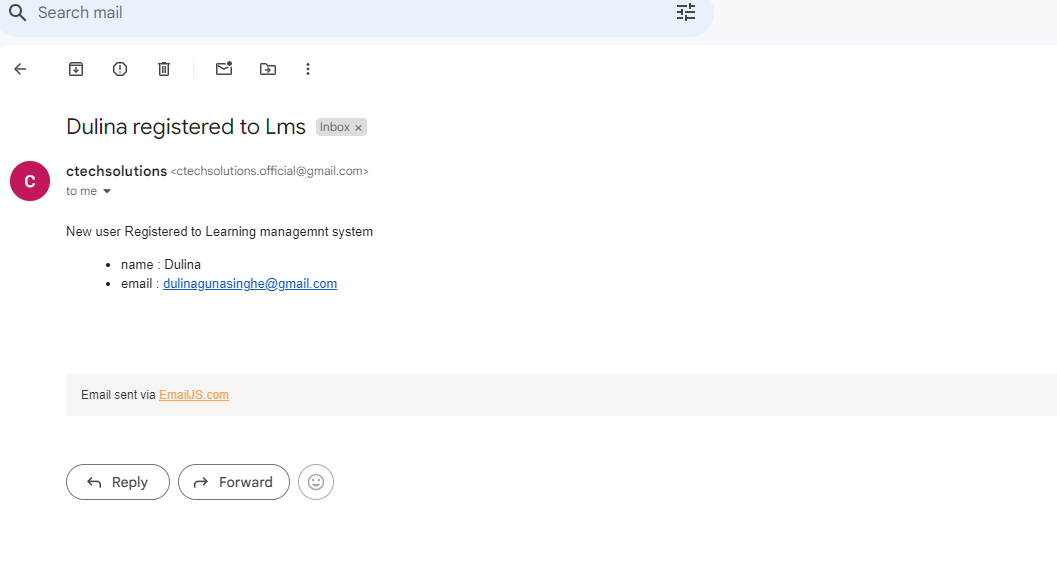 Search mail
Dulina registered to Lms Inbox ×
C ctechsolutions <ctechsolutions.official@gmail.com>
to me
New user Registered to Learning managemnt system
• name : Dulina
• email : dulinagunasinghe@gmail.com
Email sent via EmailJS.com
Reply Forward